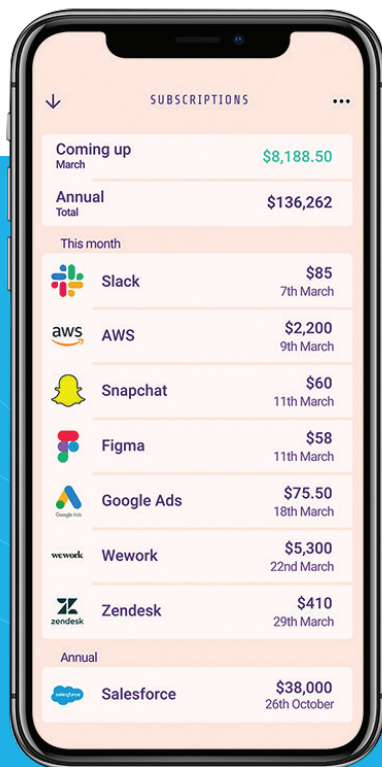 SUBSCRIPTIONS
Coming up
March
$8,188.50
Annual
Total
$136,262
This month
Slack
$85
7th March
aws
AWS
$2,200
9th March
Snapchat
$60
11th March
Figma
$58
11th March
Google Ads
Google Ads
$75.50
18th March
wework
Wework
$5,300
22nd March
zendesk
Zendesk
$410
29th March
Annual
salesforce
Salesforce
$38,000
26th October